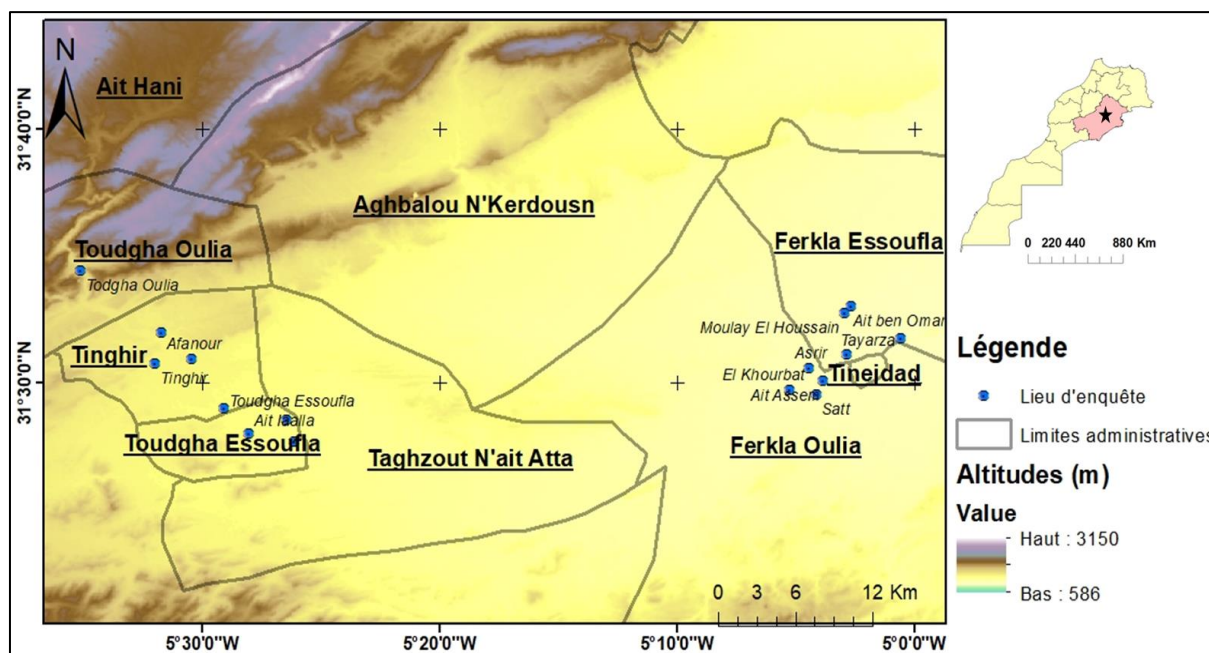 N
Ait Hani
31°40'0"N
Aghbalou N'Kerdousn
Ferkla Essoufla
Toudgha Oulia
Todgha Oulia
Moulay El Houssain
Ait ben Omar
Tayarza
Afanour
Asrir
Tinghir
Tinghir
El Khourbat
Tinejdad
31°30'0"N
Toudgha Essoufla
Ait Assem
Satt
Toudgha Essoufla
Taghzout N'ait Atta
Ferkla Oulia
0 3 6 12 Km
5°30'0"W 5°20'0"W 5°10'0"W 5°0'0"W
0 220 440 880 Km
Légende
Lieu d'enquête
Limites administratives
Altitudes (m)
Value
Haut : 3150
Bas : 586